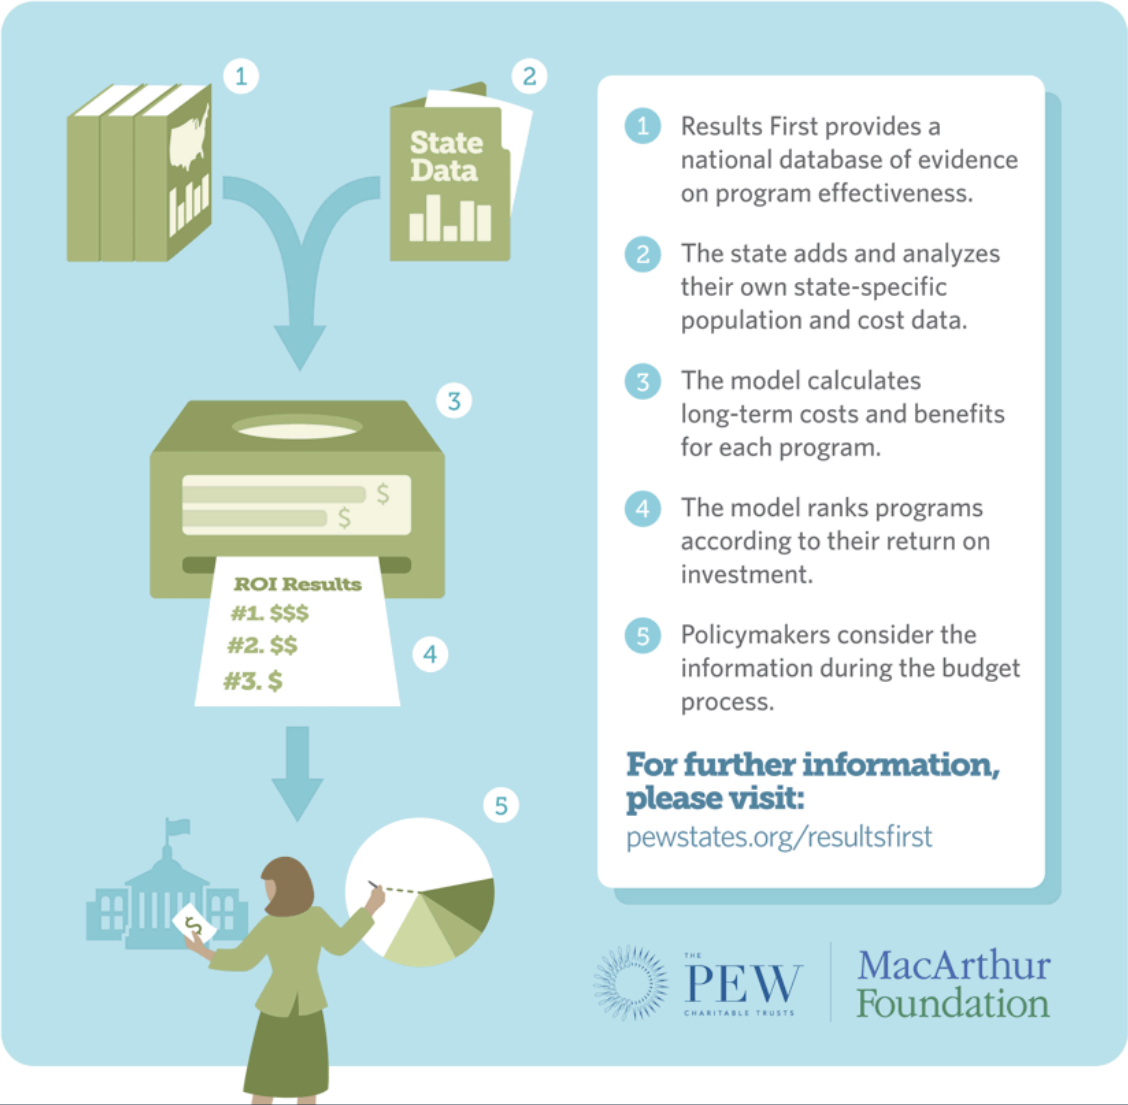 1
2
State
Data
3
$
$
ROI Results
#1. $$$
#2. $$
#3. $
4
5
$
1 Results First provides a
national database of evidence
on program effectiveness.
2 The state adds and analyzes
their own state-specific
population and cost data.
3 The model calculates
long-term costs and benefits
for each program.
4 The model ranks programs
according to their return on
investment.
5 Policymakers consider the
information during the budget
process.
For further information,
please visit:
pewstates.org/resultsfirst
THE
PEW
CHARITABLE TRUSTS
MacArthur
Foundation